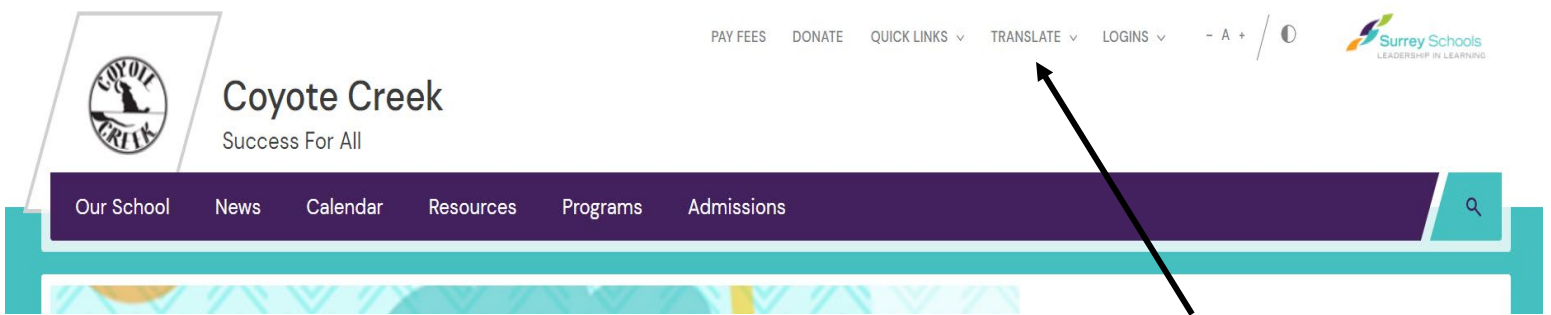 PAY FEES DONATE QUICK LINKS TRANSLATE LOGINS - A +
Surrey Schools
LEADERSHIP IN LEARNING
COYOTE
CREEK
Coyote Creek
Success For All
Our School News Calendar Resources Programs Admissions